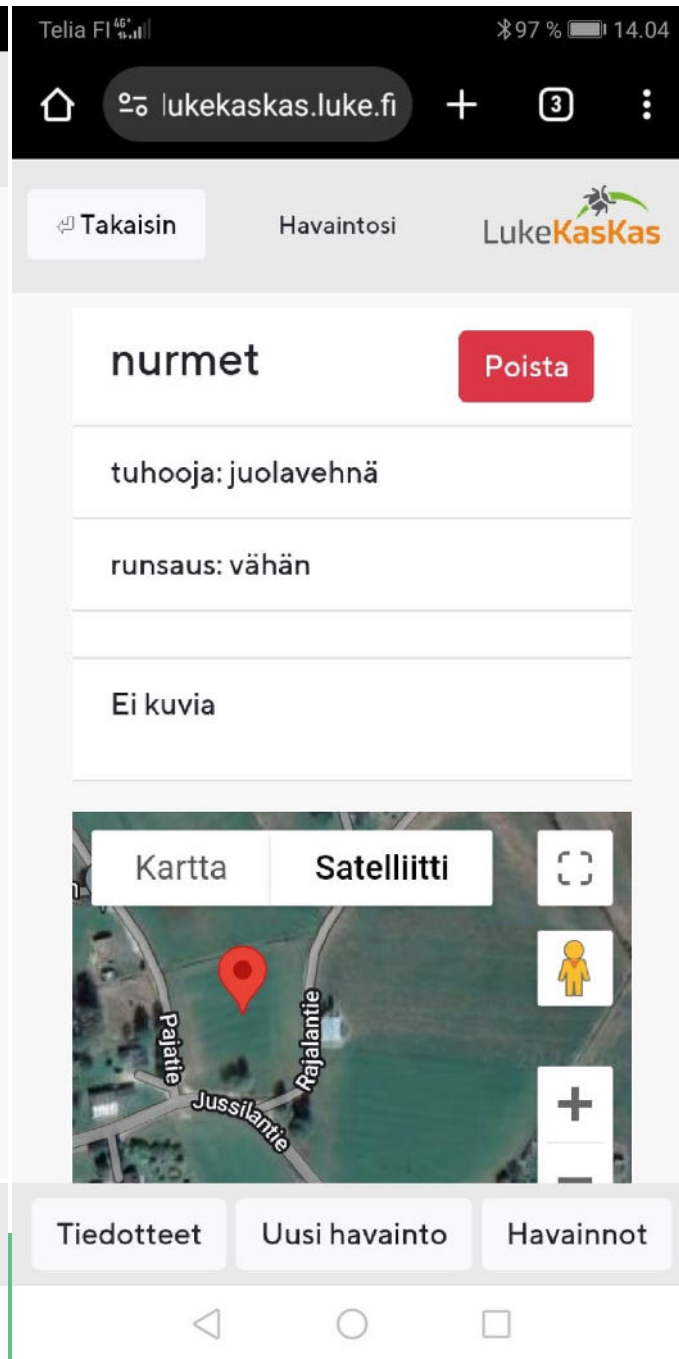 Telia FI 97 % 14.04
lukekaskas.luke.fi 3
Takaisin Havaintosi LukeKasKas
nurmet Poista
tuhooja: juolavehnä
runsaus: vähän
Ei kuvia
Kartta Satelliitti
Pajatie
Rajalantie
Jussilantie
Tiedotteet Uusi havainto Havainnot